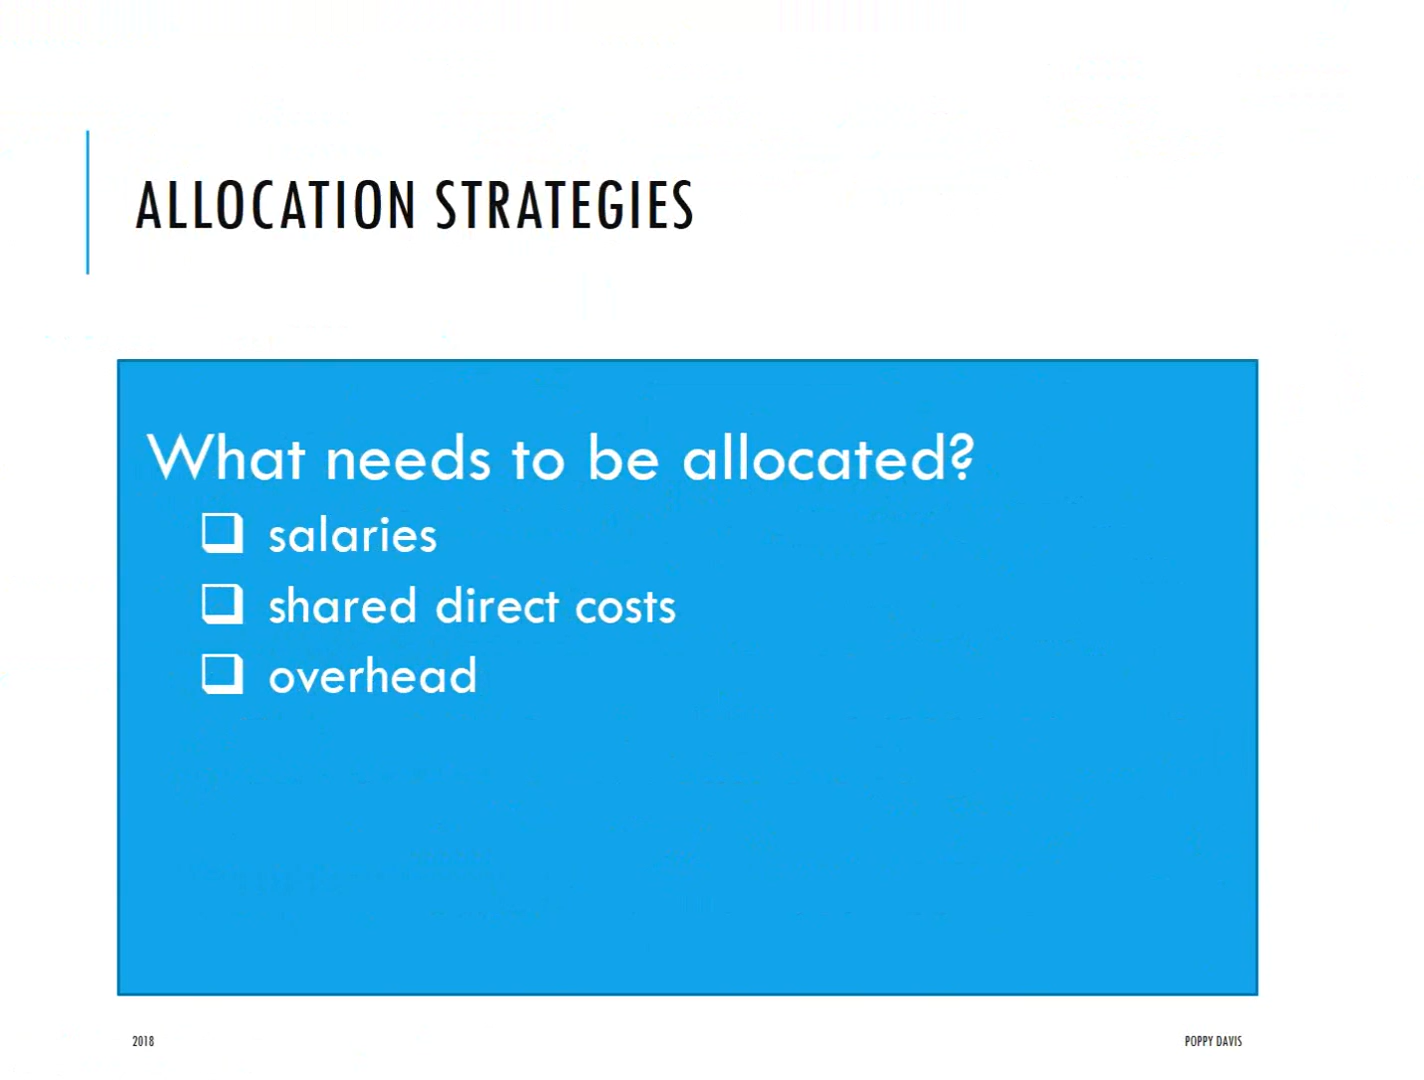 ALLOCATION STRATEGIES
What needs to be allocated?
❑ salaries
❑ shared direct costs
❑ overhead
2018
POPPY DAVIS